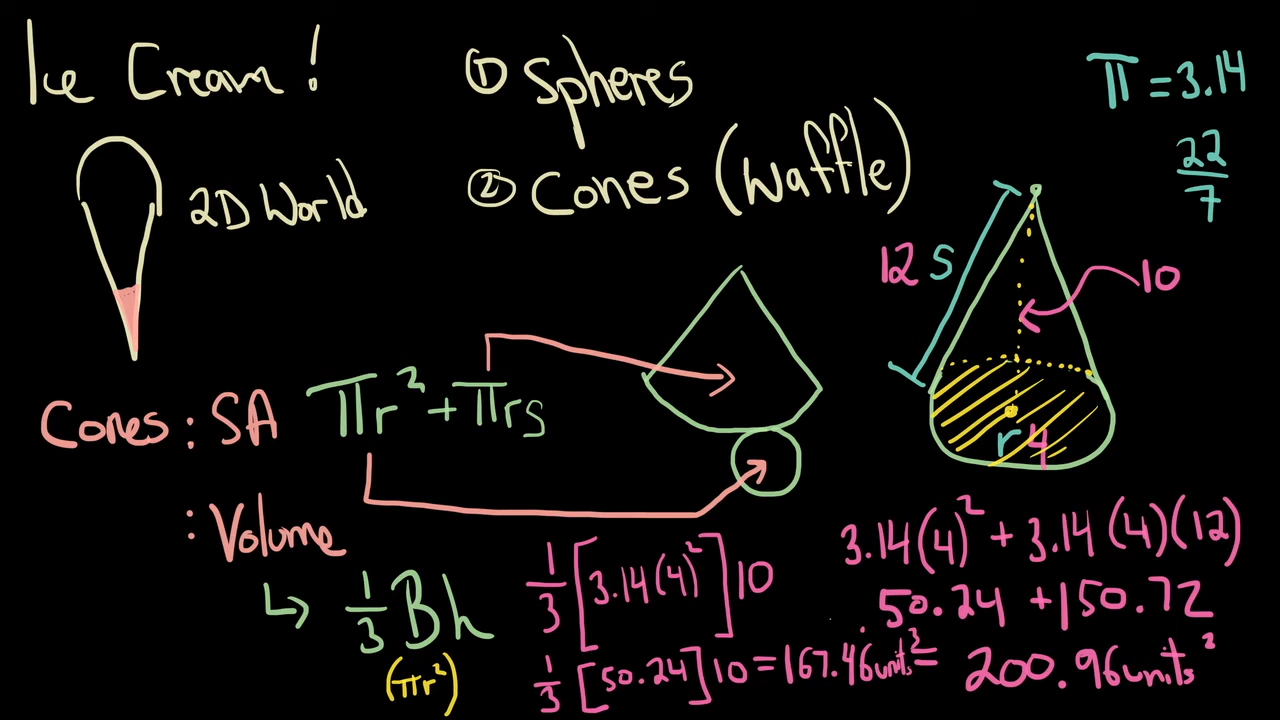 Ice Cream!
2D World
① Spheres
② Cones (Waffle)
π = 3.14
22/7
12 s
10
r 4
Cones : SA πr² + πrs
: Volume
↳ 1/3 Bh
(πr²)
1/3 [3.14(4)²] 10
1/3 [50.24] 10 = 167.46 units³
3.14(4)² + 3.14(4)(12)
50.24 + 150.72
= 200.96 units²